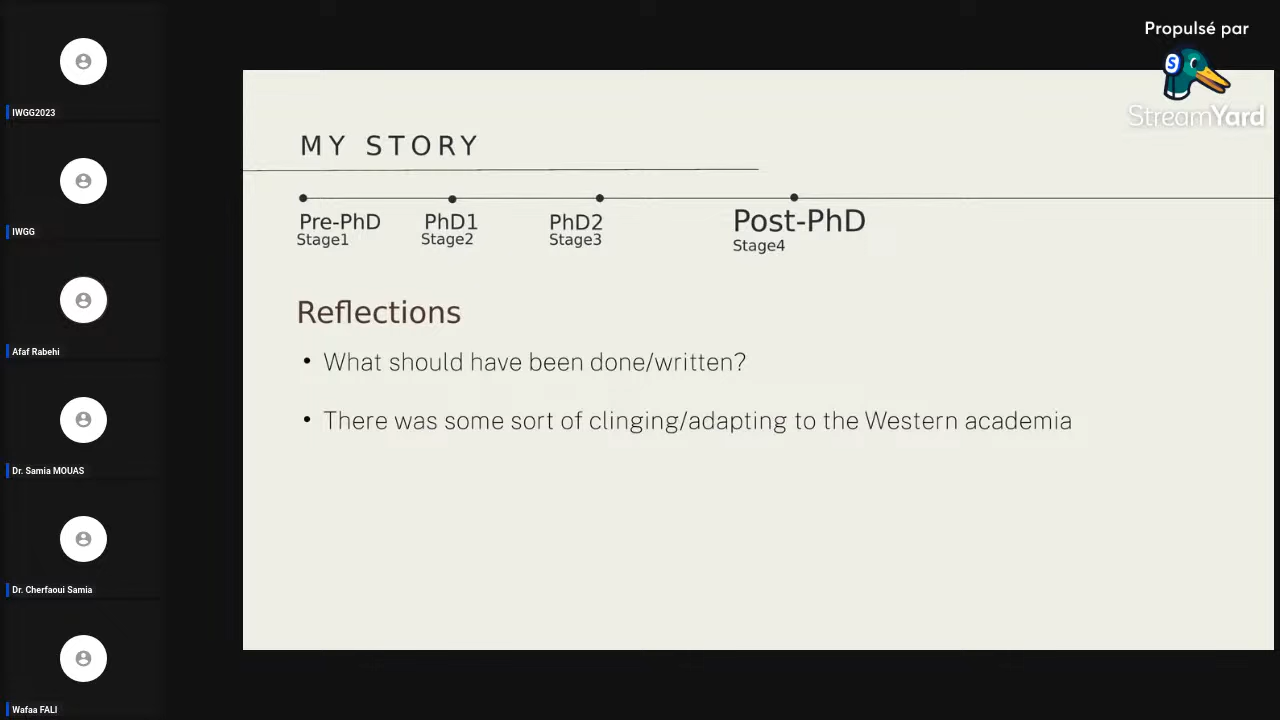 Propulsé par
StreamYard
IWGG2023
IWGG
Afaf Rabehi
Dr. Samia MOUAS
Dr. Cherfaoui Samia
Wafaa FALI
MY STORY
Pre-PhD
Stage1
PhD1
Stage2
PhD2
Stage3
Post-PhD
Stage4
Reflections
• What should have been done/written?
• There was some sort of clinging/adapting to the Western academia